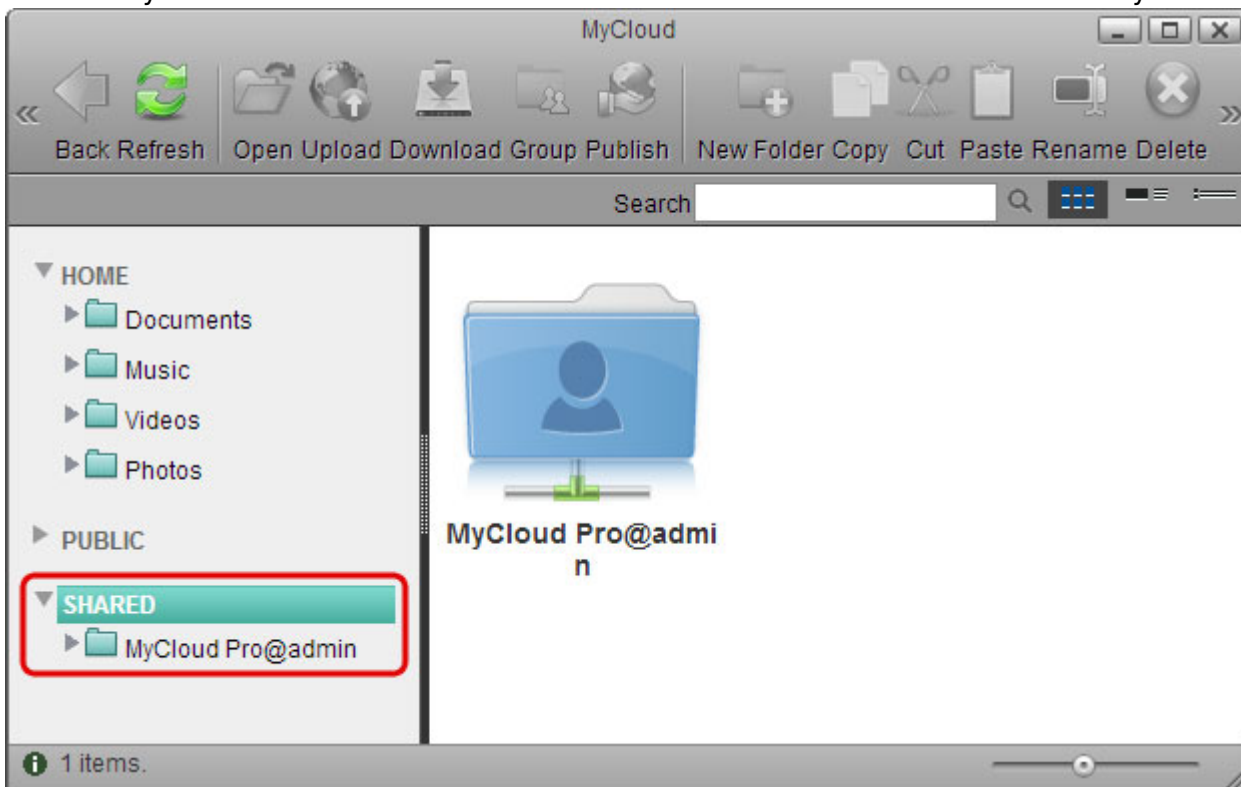 MyCloud
Back Refresh Open Upload Download Group Publish New Folder Copy Cut Paste Rename Delete
Search
HOME
Documents
Music
Videos
Photos
PUBLIC
SHARED
MyCloud Pro@admin
MyCloud Pro@admi
n
1 items.